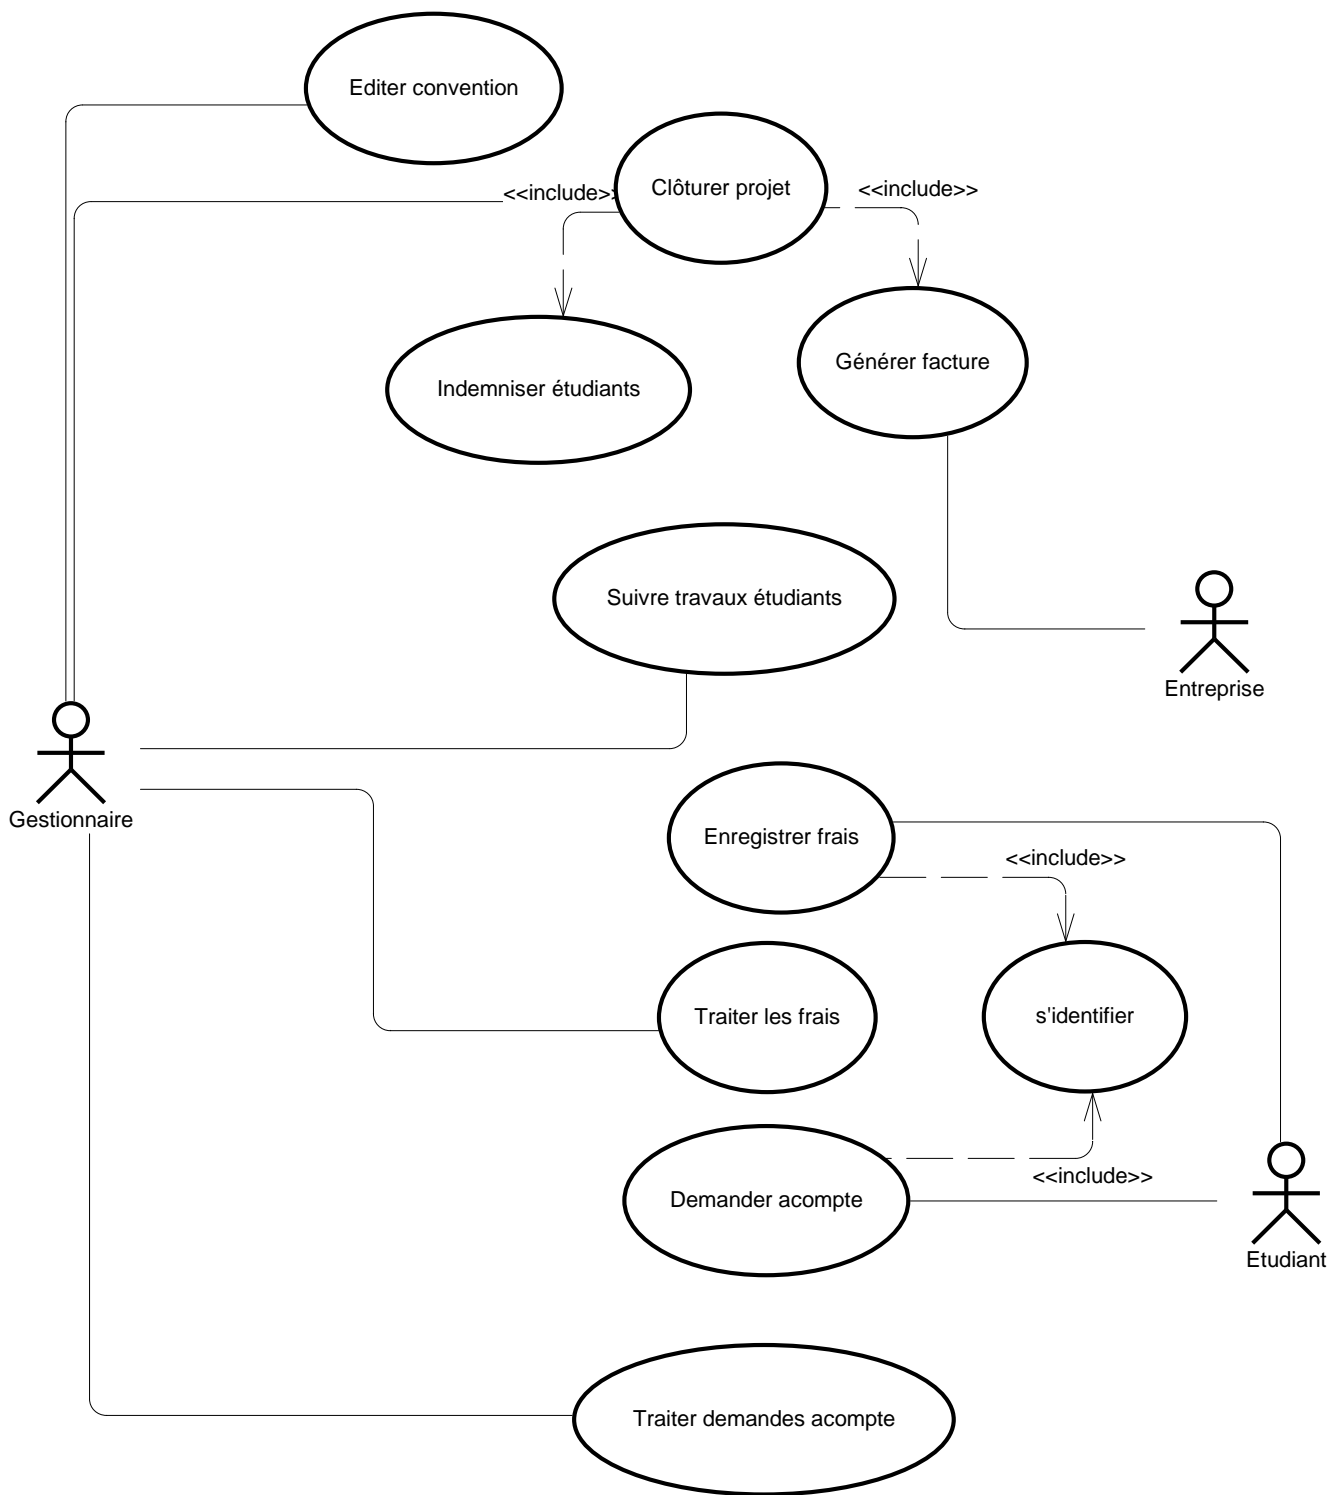 Editer convention
Clôturer projet
<<include>>
<<include>>
Générer facture
Indemniser étudiants
Suivre travaux étudiants
Entreprise
Gestionnaire
Enregistrer frais
<<include>>
Traiter les frais
s'identifier
<<include>>
Demander acompte
Etudiant
Traiter demandes acompte